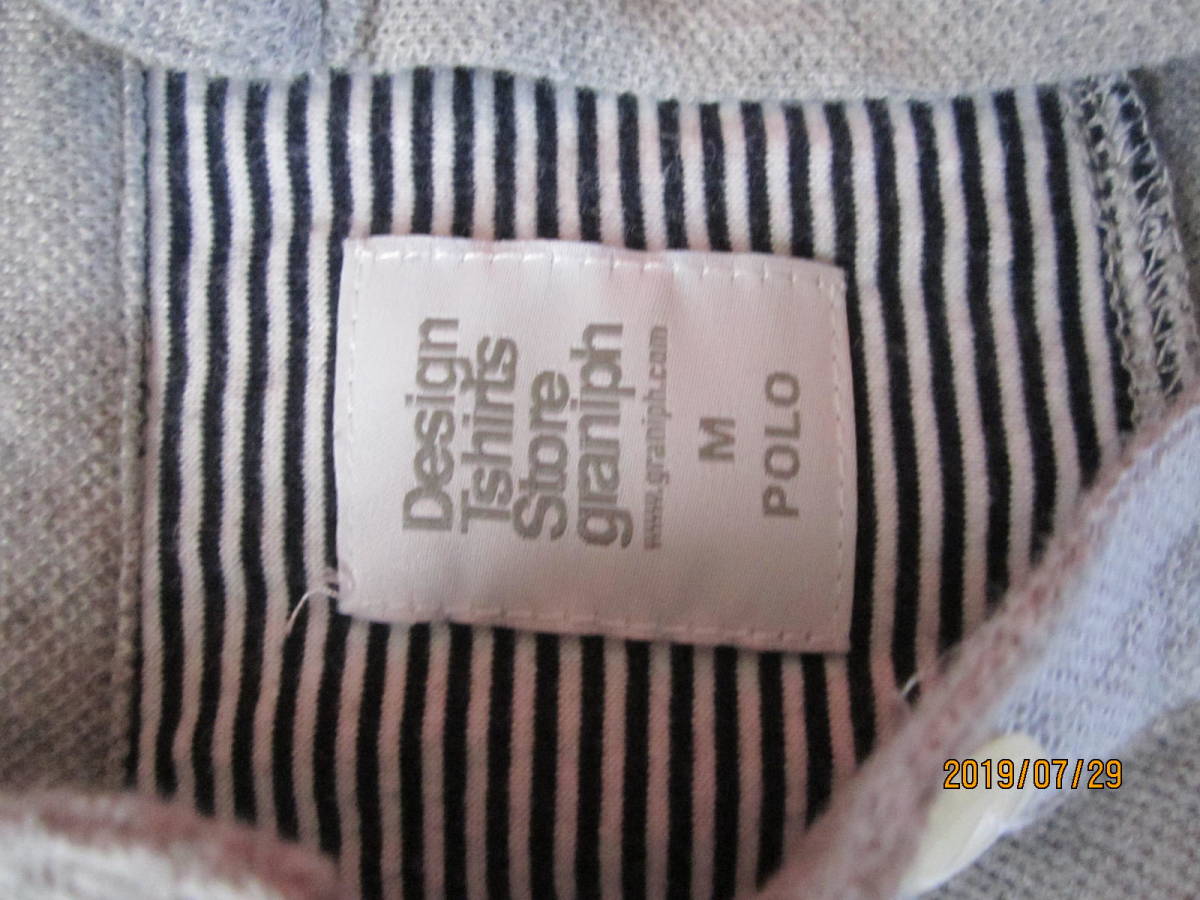 Design
Tshirts
Store
graniph
www.graniph.com
M
POLO
2019/07/29